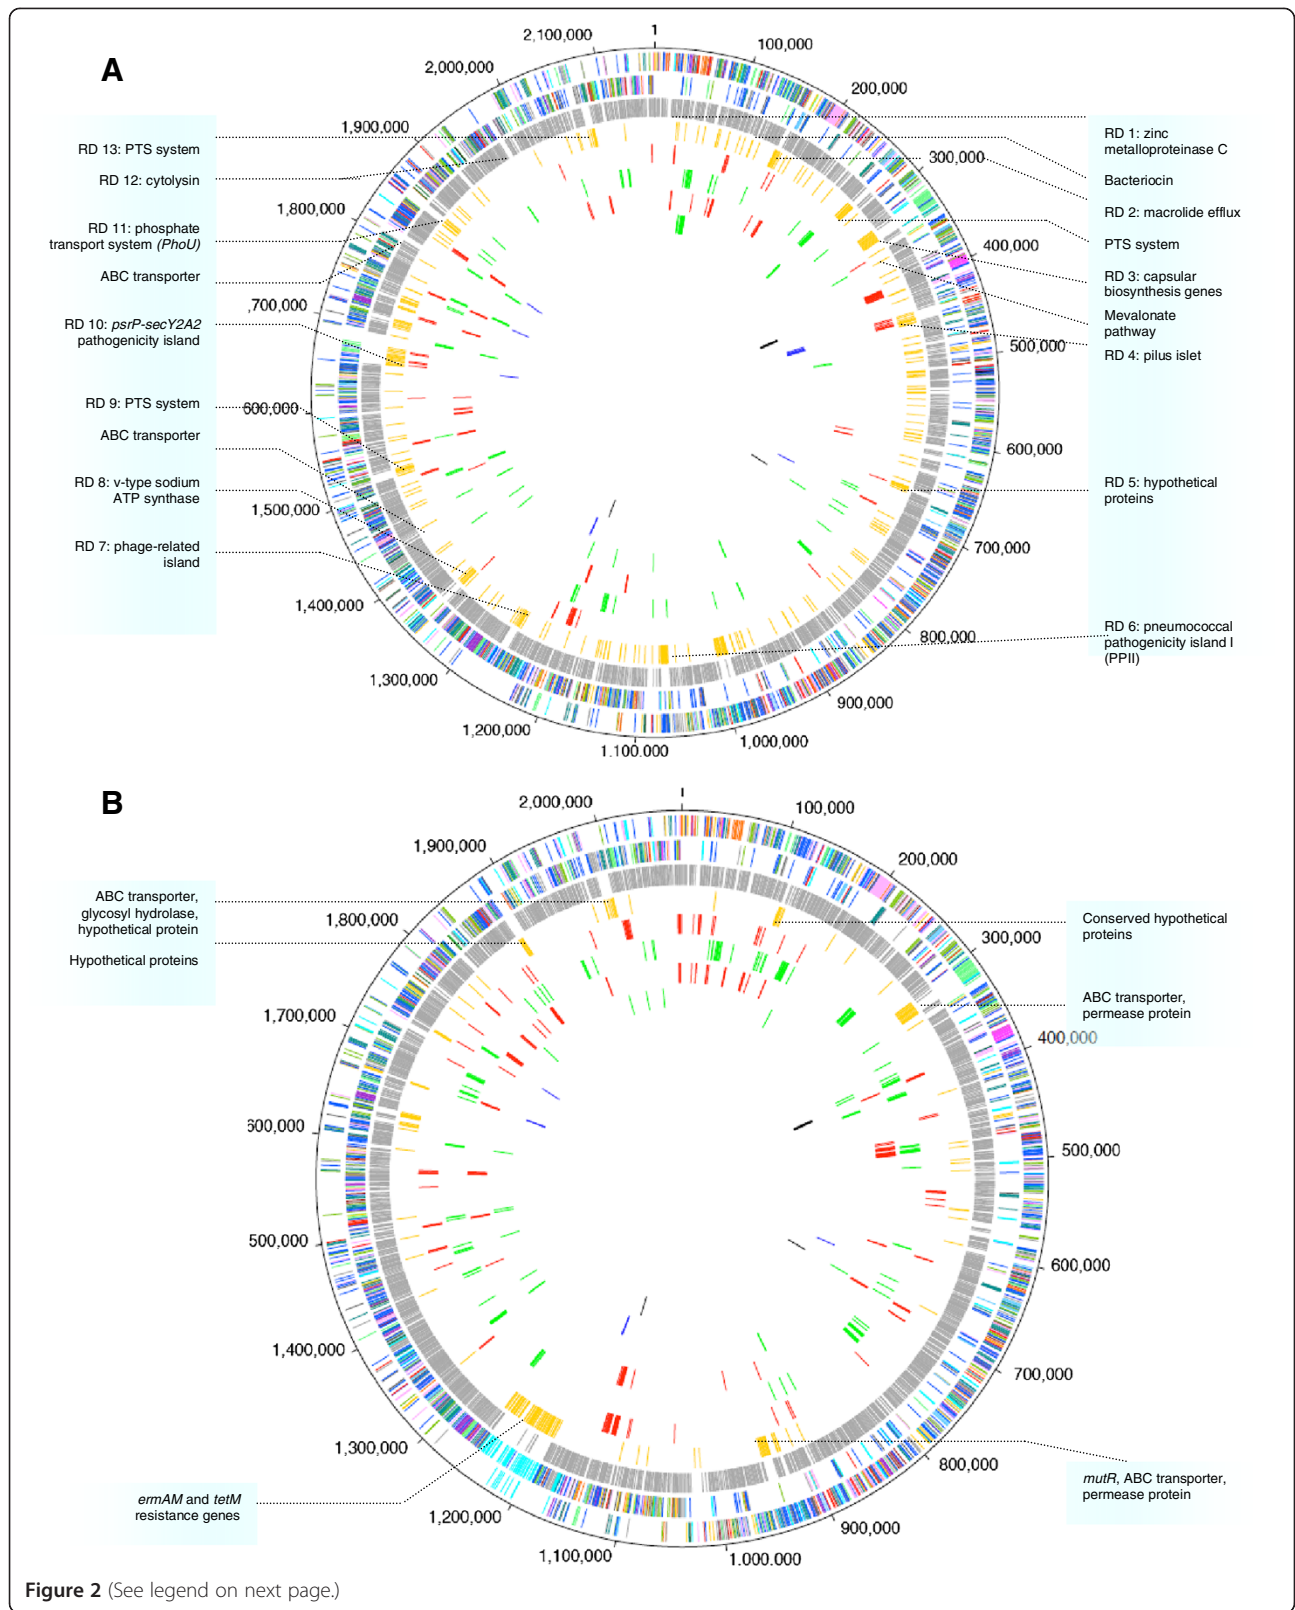 A
1
100,000
200,000
300,000
400,000
500,000
600,000
700,000
800,000
900,000
1,000,000
1.100.000
1,200,000
1,300,000
1,400,000
1,500,000
600,000
,700,000
1,800,000
1,900,000
2,000,000
2,100,000
RD 13: PTS system
RD 12: cytolysin
RD 11: phosphate
transport system (PhoU)
ABC transporter
RD 10: psrP-secY2A2
pathogenicity island
RD 9: PTS system
ABC transporter
RD 8: v-type sodium
ATP synthase
RD 7: phage-related
island
RD 1: zinc
metalloproteinase C
Bacteriocin
RD 2: macrolide efflux
PTS system
RD 3: capsular
biosynthesis genes
Mevalonate
pathway
RD 4: pilus islet
RD 5: hypothetical
proteins
RD 6: pneumococcal
pathogenicity island I
(PPII)
B
1
100,000
200,000
300,000
400,000
500,000
600,000
700,000
800,000
900,000
1.000.000
1,100,000
1,200,000
1,300,000
1,400,000
500,000
600,000
1,700,000
1,800,000
1,900,000
2,000,000
ABC transporter,
glycosyl hydrolase,
hypothetical protein
Hypothetical proteins
ermAM and tetM
resistance genes
Conserved hypothetical
proteins
ABC transporter,
permease protein
mutR, ABC transporter,
permease protein
Figure 2 (See legend on next page.)